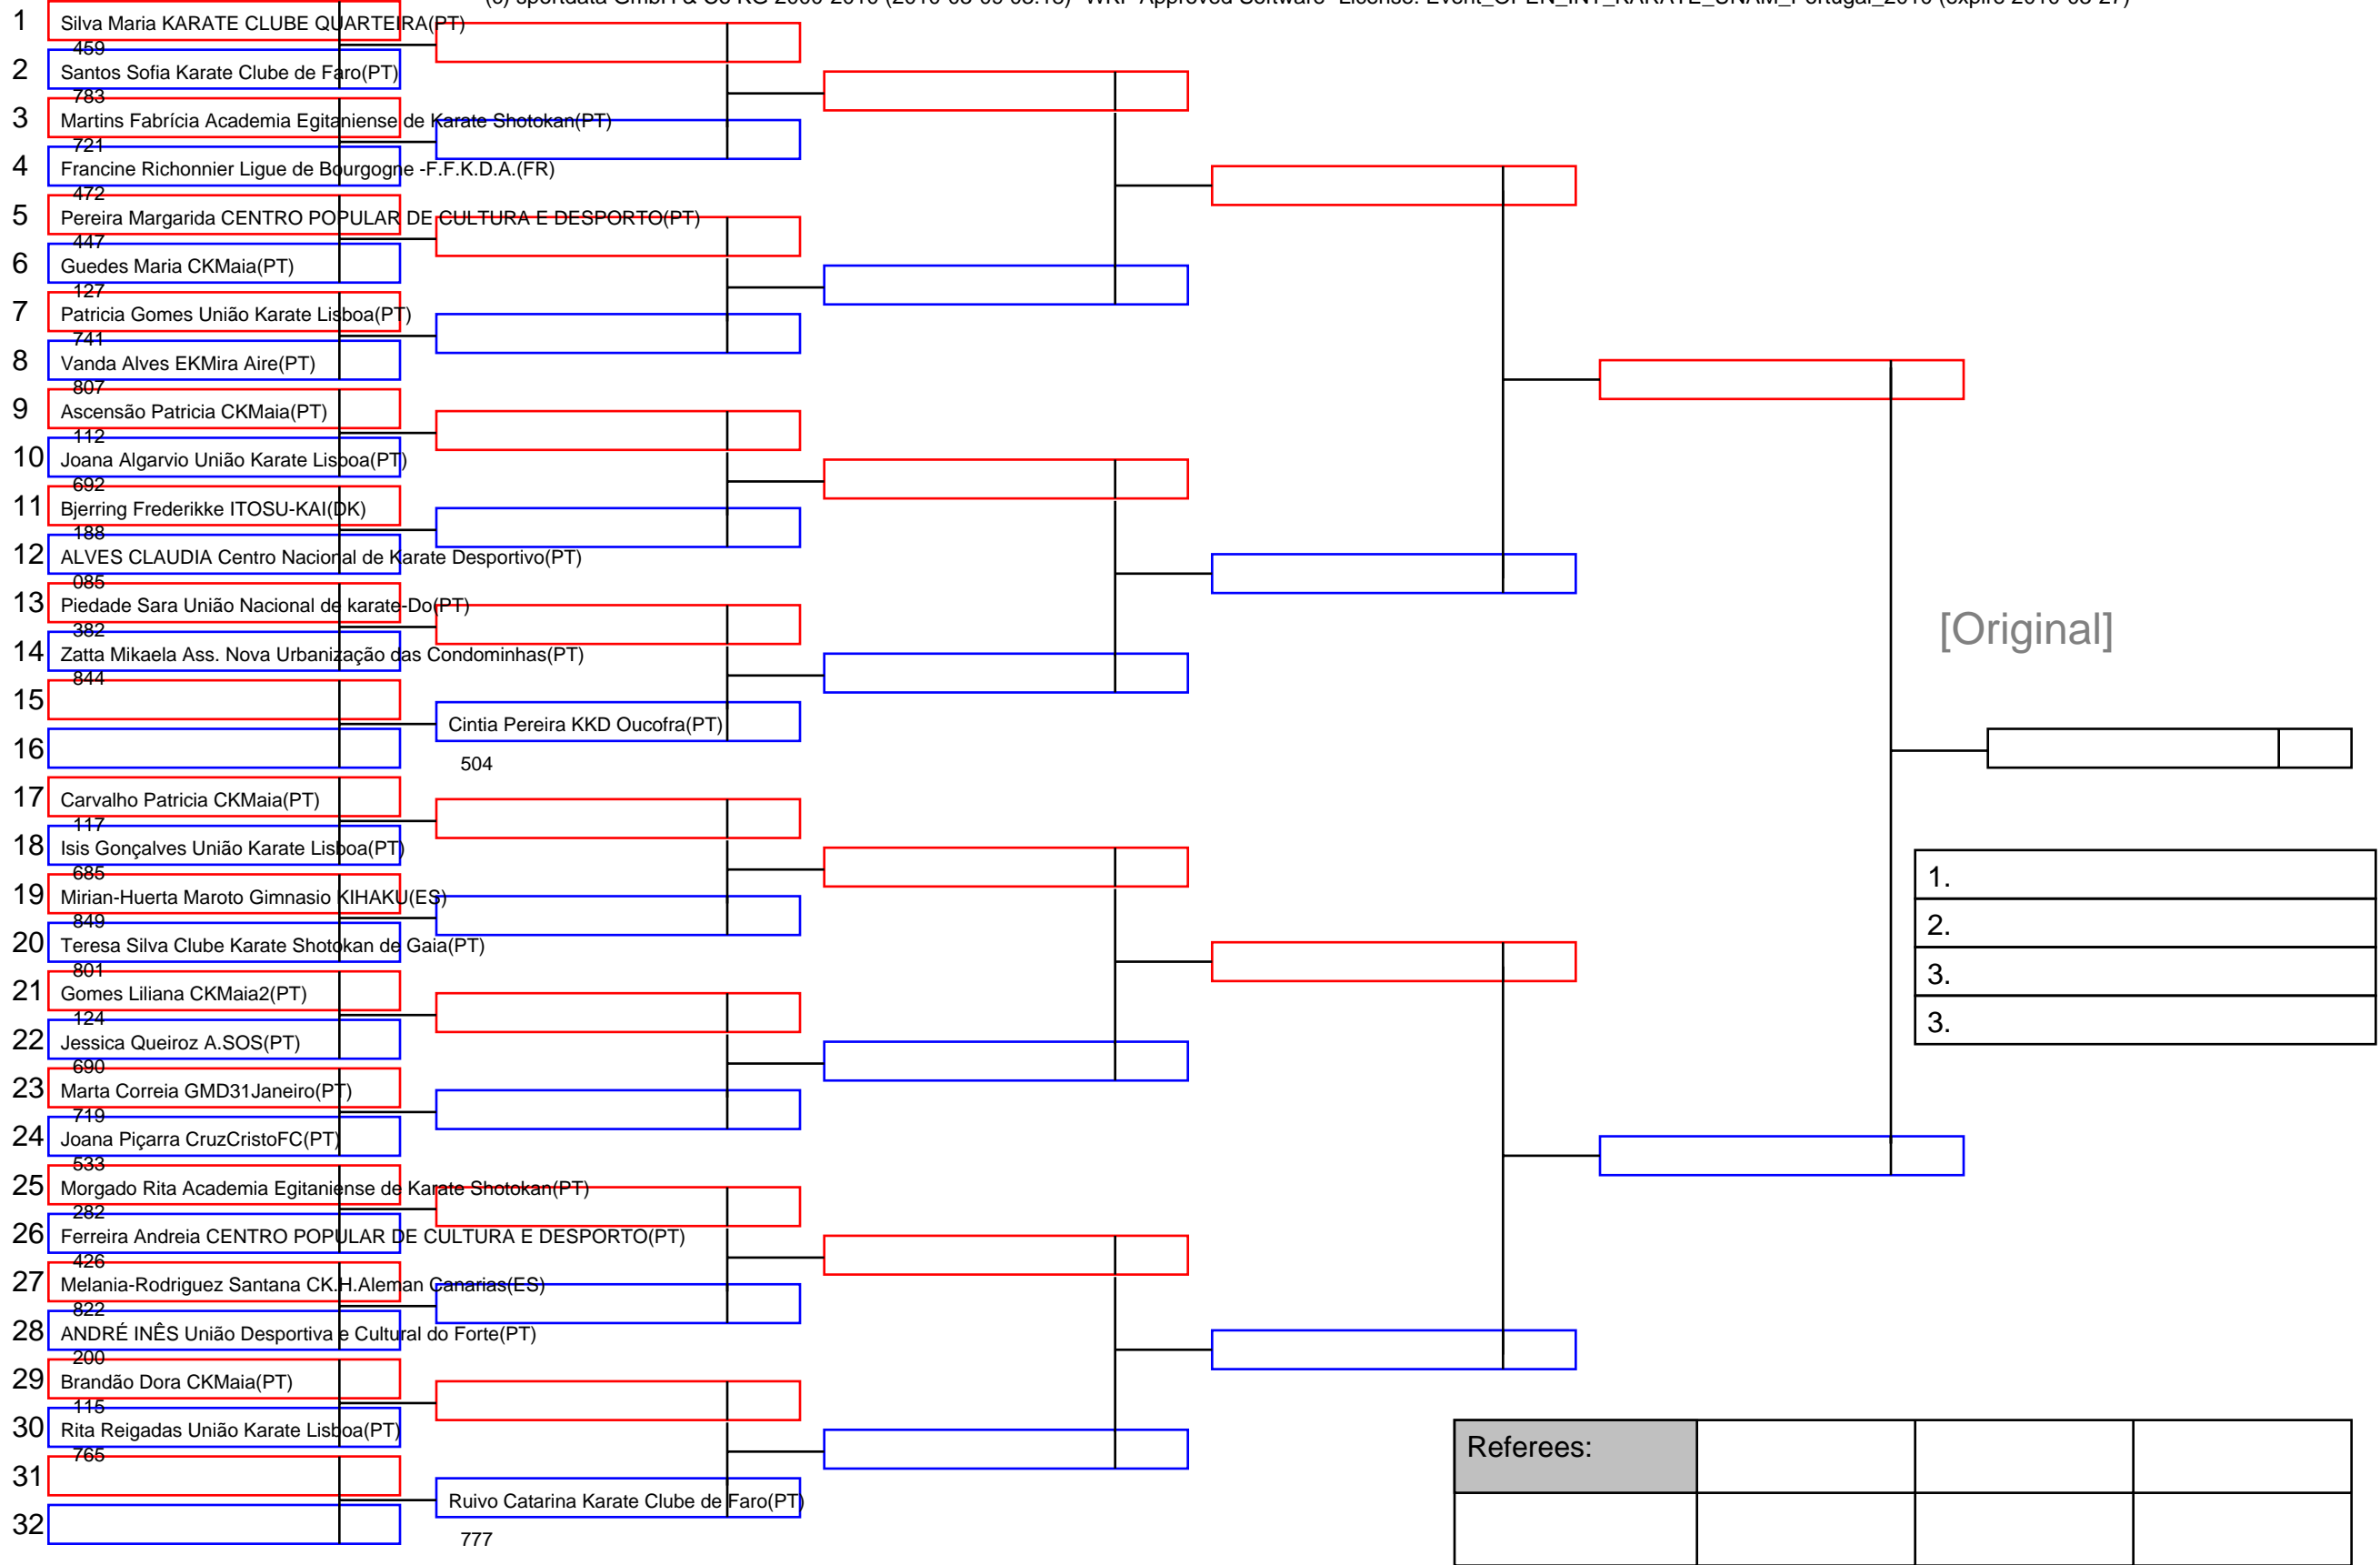 1 Silva Maria KARATE CLUBE QUARTEIRA(PT)
459
2 Santos Sofia Karate Clube de Faro(PT)
783
3 Martins Fabrícia Academia Egitaniense de Karate Shotokan(PT)
721
4 Francine Richonnier Ligue de Bourgogne -F.F.K.D.A.(FR)
472
5 Pereira Margarida CENTRO POPULAR DE CULTURA E DESPORTO(PT)
447
6 Guedes Maria CKMaia(PT)
127
7 Patricia Gomes União Karate Lisboa(PT)
741
8 Vanda Alves EKMira Aire(PT)
807
9 Ascensão Patricia CKMaia(PT)
112
10 Joana Algarvio União Karate Lisboa(PT)
692
11 Bjerring Frederikke ITOSU-KAI(DK)
188
12 ALVES CLAUDIA Centro Nacional de Karate Desportivo(PT)
085
13 Piedade Sara União Nacional de karate-Do(PT)
382
14 Zatta Mikaela Ass. Nova Urbanização das Condominhas(PT)
844
15
Cintia Pereira KKD Oucofra(PT)
16
504
17 Carvalho Patricia CKMaia(PT)
117
18 Isis Gonçalves União Karate Lisboa(PT)
685
19 Mirian-Huerta Maroto Gimnasio KIHAKU(ES)
849
20 Teresa Silva Clube Karate Shotokan de Gaia(PT)
801
21 Gomes Liliana CKMaia2(PT)
124
22 Jessica Queiroz A.SOS(PT)
690
23 Marta Correia GMD31Janeiro(PT)
719
24 Joana Piçarra CruzCristoFC(PT)
533
25 Morgado Rita Academia Egitaniense de Karate Shotokan(PT)
282
26 Ferreira Andreia CENTRO POPULAR DE CULTURA E DESPORTO(PT)
426
27 Melania-Rodriguez Santana CK.H.Aleman Canarias(ES)
822
28 ANDRÉ INÊS União Desportiva e Cultural do Forte(PT)
200
29 Brandão Dora CKMaia(PT)
115
30 Rita Reigadas União Karate Lisboa(PT)
765
31
Ruivo Catarina Karate Clube de Faro(PT)
32
777
[Original]
1.
2.
3.
3.
Referees: